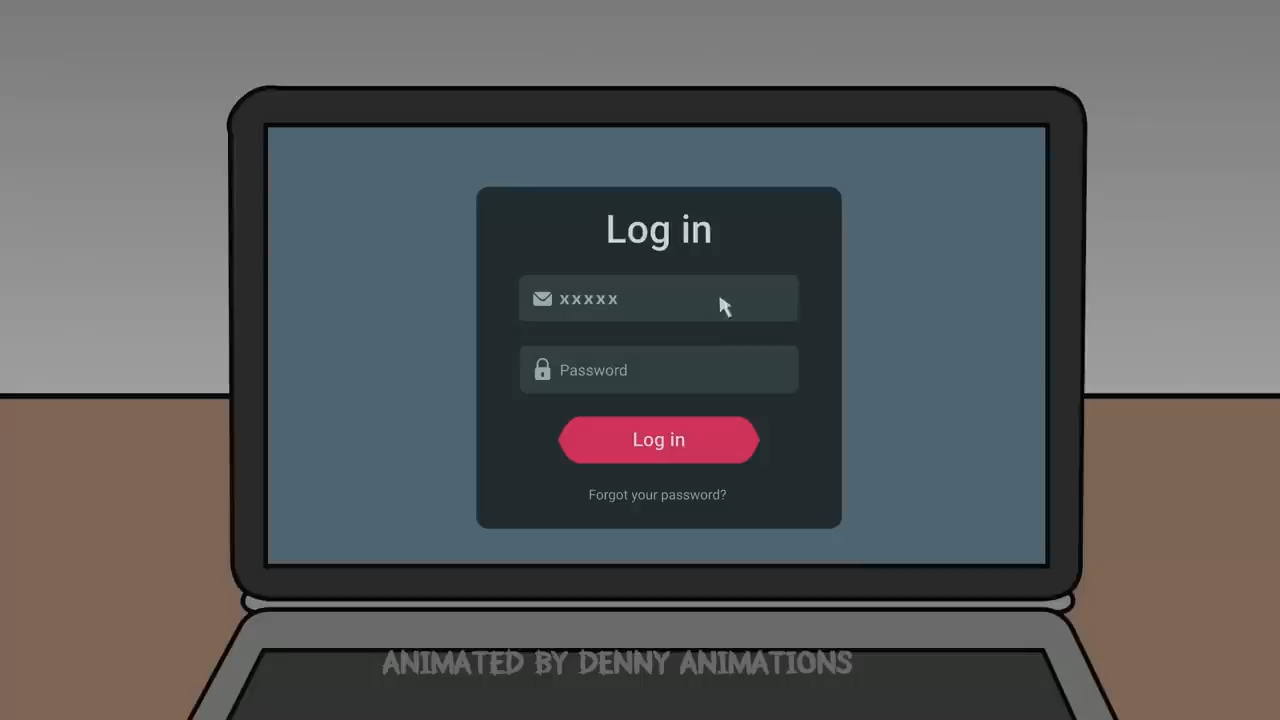 Log in
xxxxx
Password
Log in
Forgot your password?
ANIMATED BY DENNY ANIMATIONS